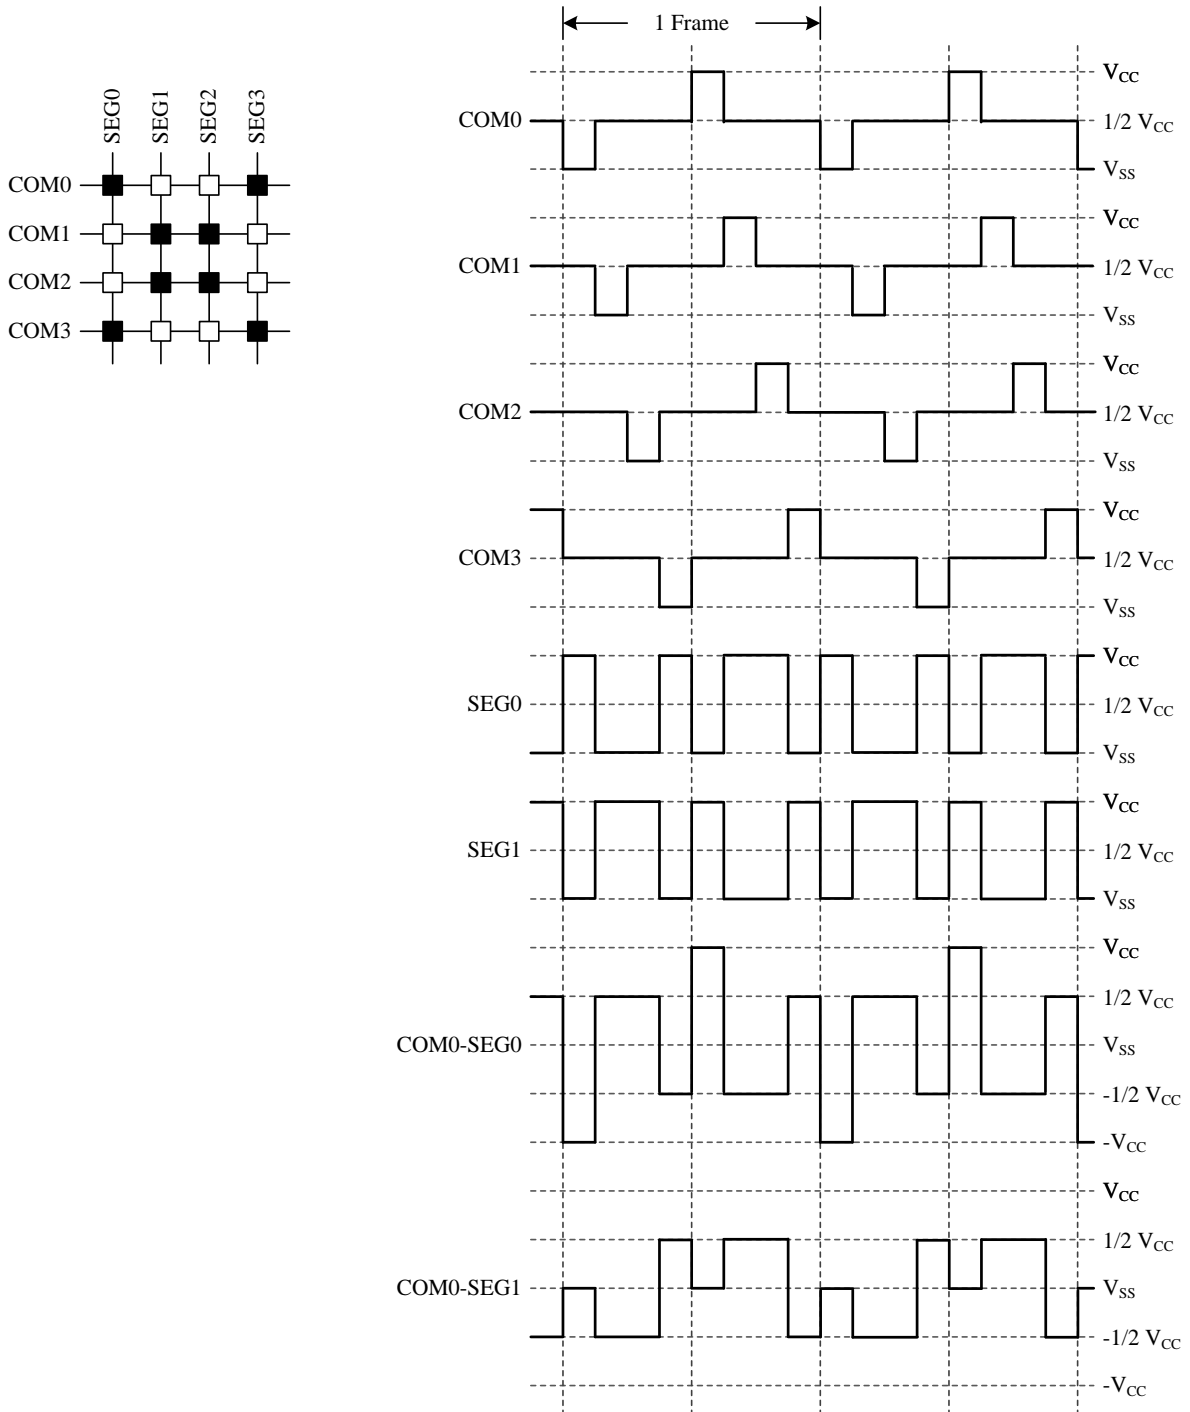 1 Frame
SEG0
SEG1
SEG2
SEG3
COM0
COM1
COM2
COM3
COM0
VCC
1/2 VCC
VSS
COM1
VCC
1/2 VCC
VSS
COM2
VCC
1/2 VCC
VSS
COM3
VCC
1/2 VCC
VSS
SEG0
VCC
1/2 VCC
VSS
SEG1
VCC
1/2 VCC
VSS
COM0-SEG0
VCC
1/2 VCC
VSS
-1/2 VCC
-VCC
COM0-SEG1
VCC
1/2 VCC
VSS
-1/2 VCC
-VCC